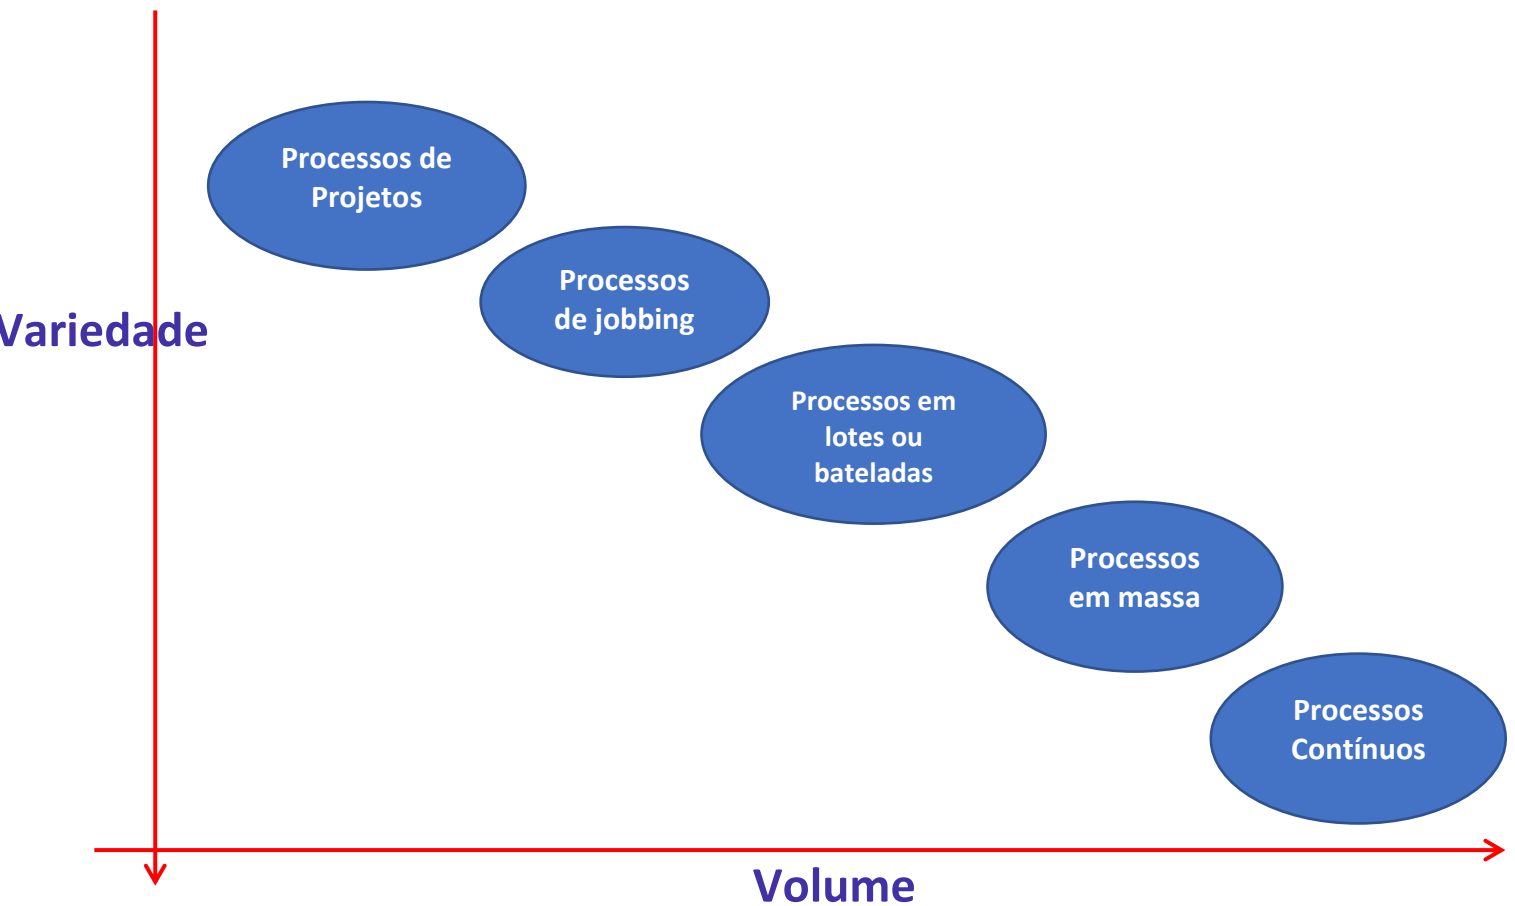 Processos de
Projetos
Processos
de jobbing
Variedade
Processos em
lotes ou
bateladas
Processos
em massa
Processos
Contínuos
Volume